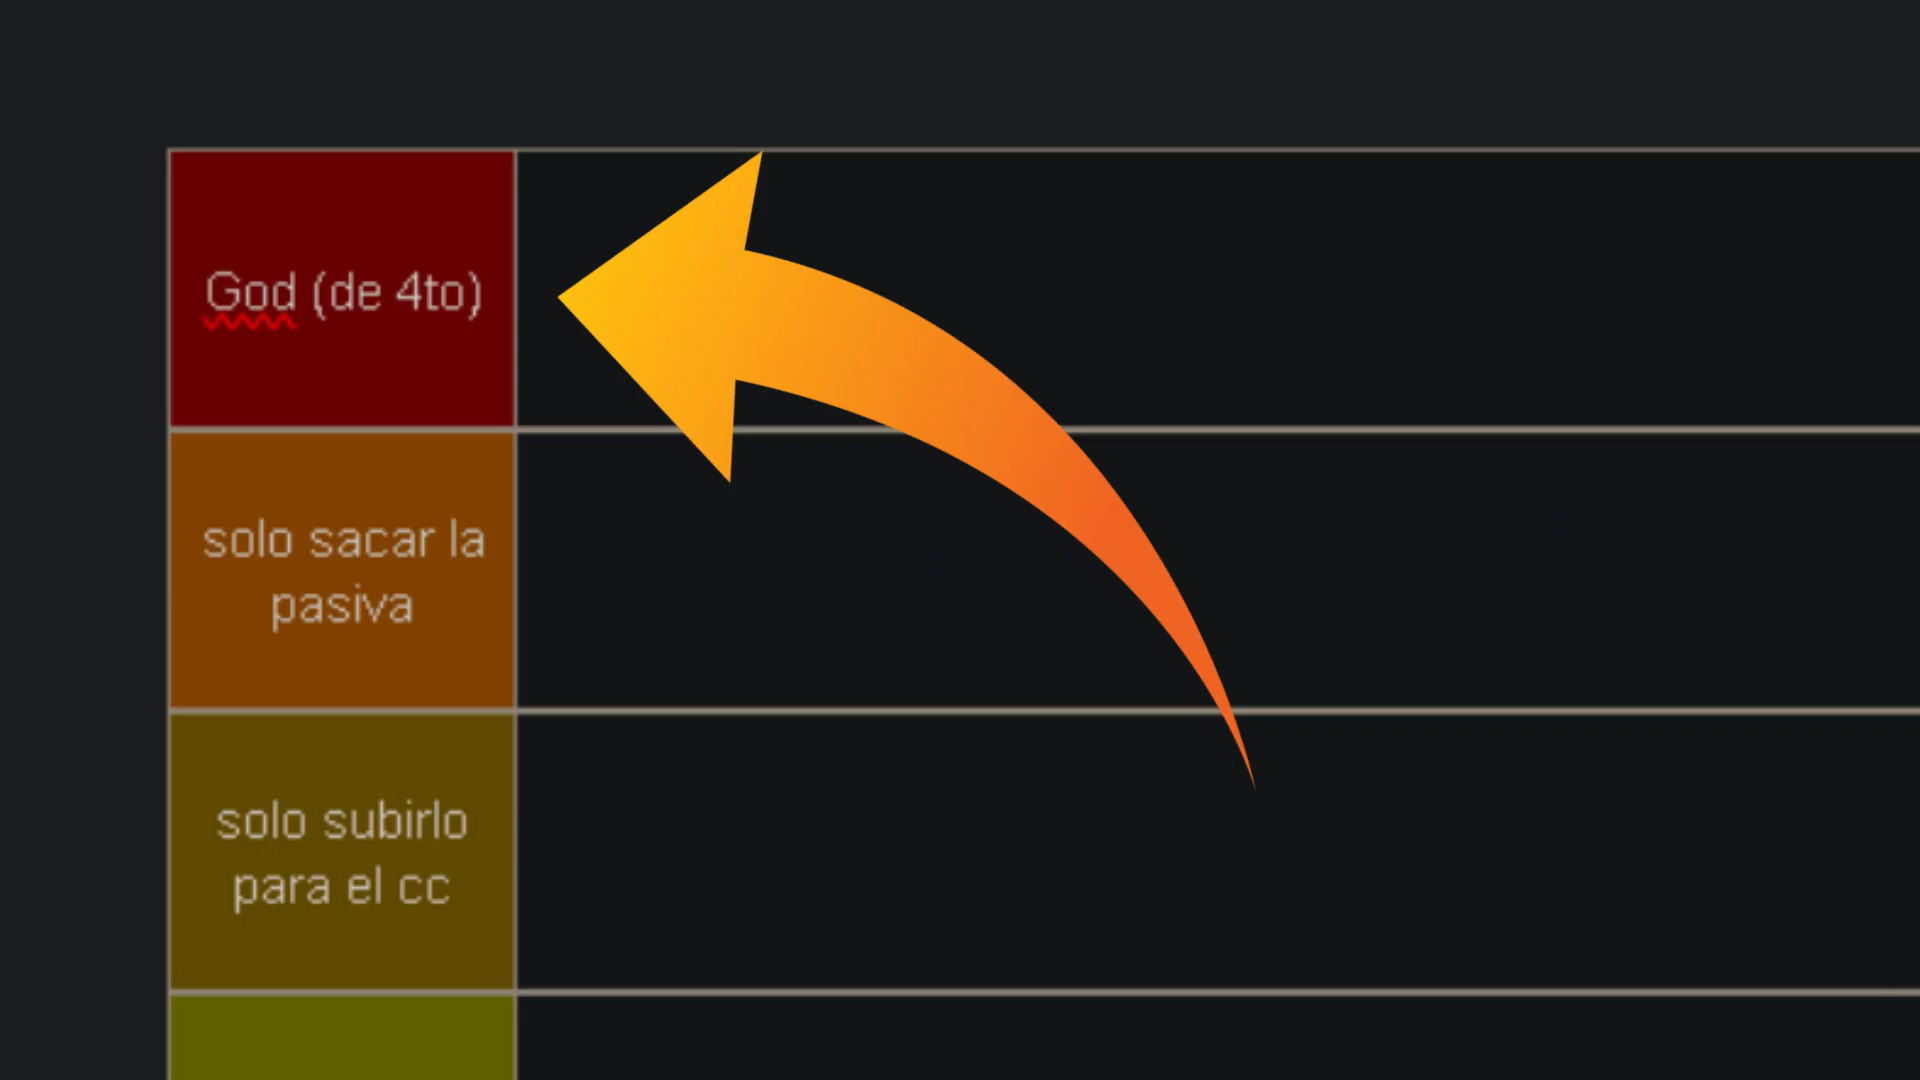 God (de 4to)
solo sacar la
pasiva
solo subirlo
para el cc